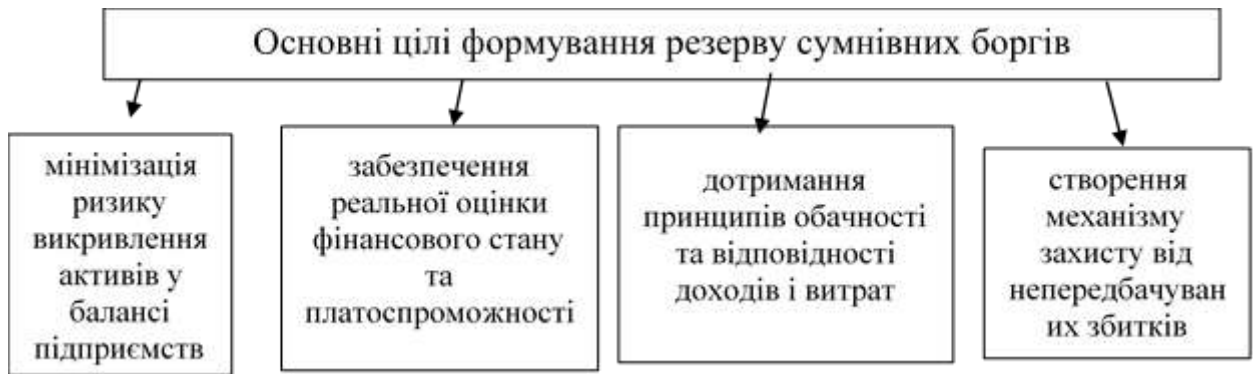 Основні цілі формування резерву сумнівних боргів
мінімізація
ризику
викривлення
активів у
балансі
підприємств
забезпечення
реальної оцінки
фінансового стану
та
платоспроможності
дотримання
принципів обачності
та відповідності
доходів і витрат
створення
механізму
захисту від
непередбачуван
их збитків